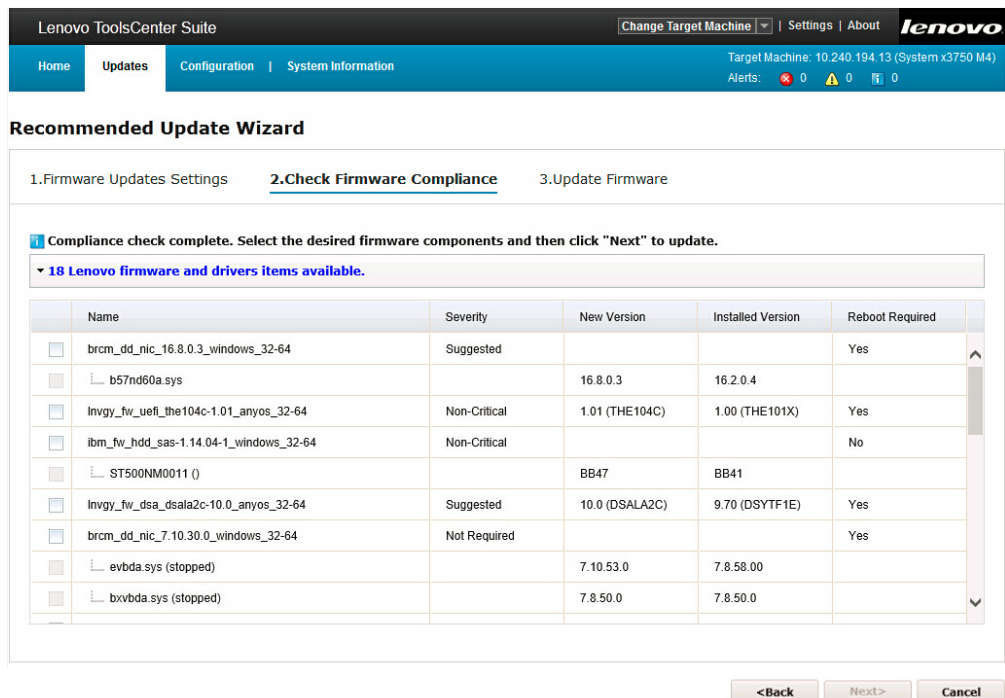 Lenovo ToolsCenter Suite
Change Target Machine | Settings | About
lenovo
Home Updates Configuration | System Information
Target Machine: 10.240.194.13 (System x3750 M4)
Alerts: 0 0 0
Recommended Update Wizard
1.Firmware Updates Settings 2.Check Firmware Compliance 3.Update Firmware
Compliance check complete. Select the desired firmware components and then click "Next" to update.
18 Lenovo firmware and drivers items available.
Name Severity New Version Installed Version Reboot Required
brcm_dd_nic_16.8.0.3_windows_32-64 Suggested Yes
b57nd60a.sys 16.8.0.3 16.2.0.4
lnvgy_fw_uefi_the104c-1.01_anyos_32-64 Non-Critical 1.01 (THE104C) 1.00 (THE101X) Yes
ibm_fw_hdd_sas-1.14.04-1_windows_32-64 Non-Critical No
ST500NM0011 () BB47 BB41
lnvgy_fw_dsa_dsala2c-10.0_anyos_32-64 Suggested 10.0 (DSALA2C) 9.70 (DSYTF1E) Yes
brcm_dd_nic_7.10.30.0_windows_32-64 Not Required Yes
evbda.sys (stopped) 7.10.53.0 7.8.58.00
bxvbda.sys (stopped) 7.8.50.0 7.8.50.0
<Back Next> Cancel